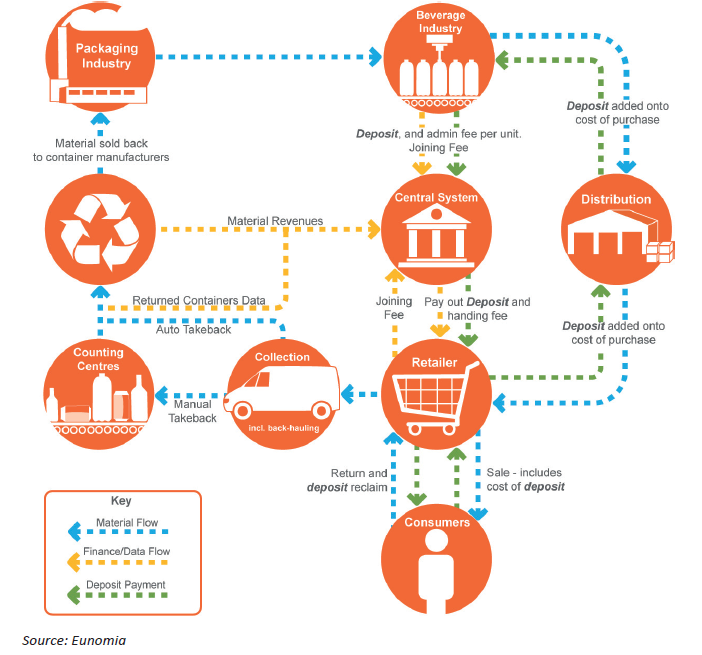 Packaging
Industry
Beverage
Industry
Deposit added onto
cost of purchase
Deposit, and admin fee per unit.
Joining Fee
Material sold back
to container manufacturers
Central System
Distribution
Material Revenues
Returned Containers Data
Joining
Fee
Pay out Deposit and
handing fee
Auto Takeback
Deposit added onto
cost of purchase
Counting
Centres
Collection
Retailer
incl. back-hauling
Manual
Takeback
Return and
deposit reclaim
Sale - includes
cost of deposit
Key
Material Flow
Finance/Data Flow
Deposit Payment
Consumers
Source: Eunomia